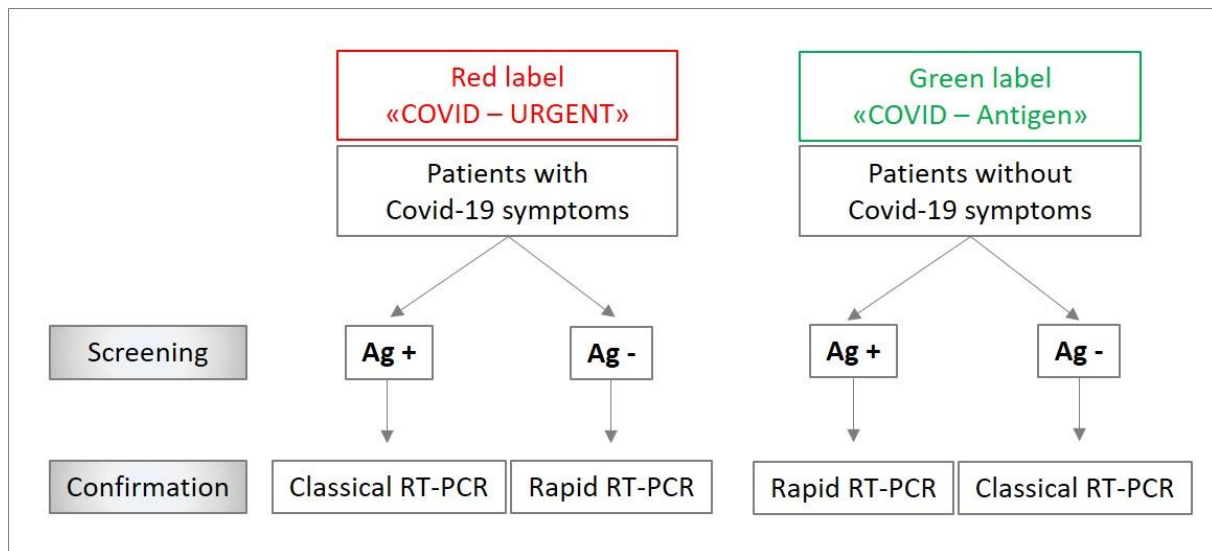 Red label
«COVID – URGENT»
Green label
«COVID – Antigen»
Patients with
Covid-19 symptoms
Patients without
Covid-19 symptoms
Screening
Ag +
Ag -
Ag +
Ag -
Confirmation
Classical RT-PCR
Rapid RT-PCR
Rapid RT-PCR
Classical RT-PCR